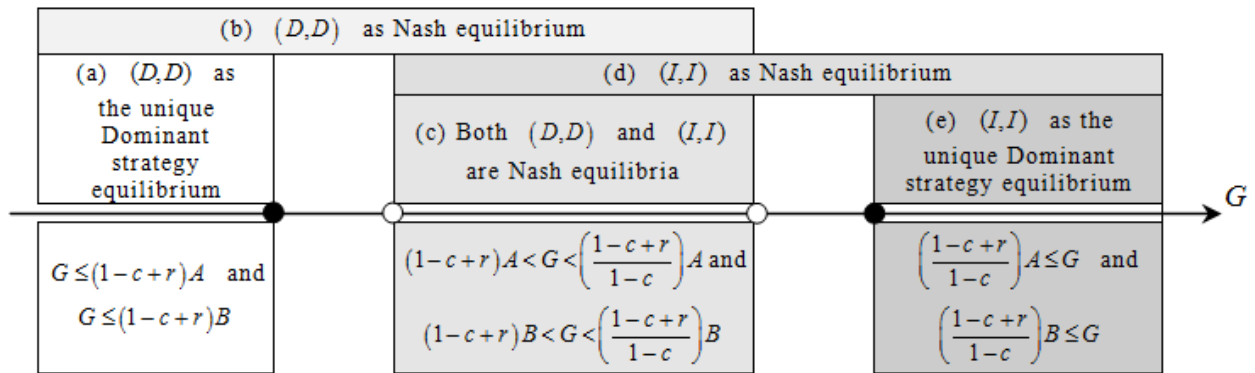 (b) (D,D) as Nash equilibrium
(a) (D,D) as
the unique
Dominant
strategy
equilibrium
(d) (I,I) as Nash equilibrium
(c) Both (D,D) and (I,I)
are Nash equilibria
(e) (I,I) as the
unique Dominant
strategy equilibrium
G
G ≤ (1−c+r)A and
G ≤ (1−c+r)B
(1−c+r)A < G < ((1−c+r)/(1−c))A and
(1−c+r)B < G < ((1−c+r)/(1−c))B
((1−c+r)/(1−c))A ≤ G and
((1−c+r)/(1−c))B ≤ G